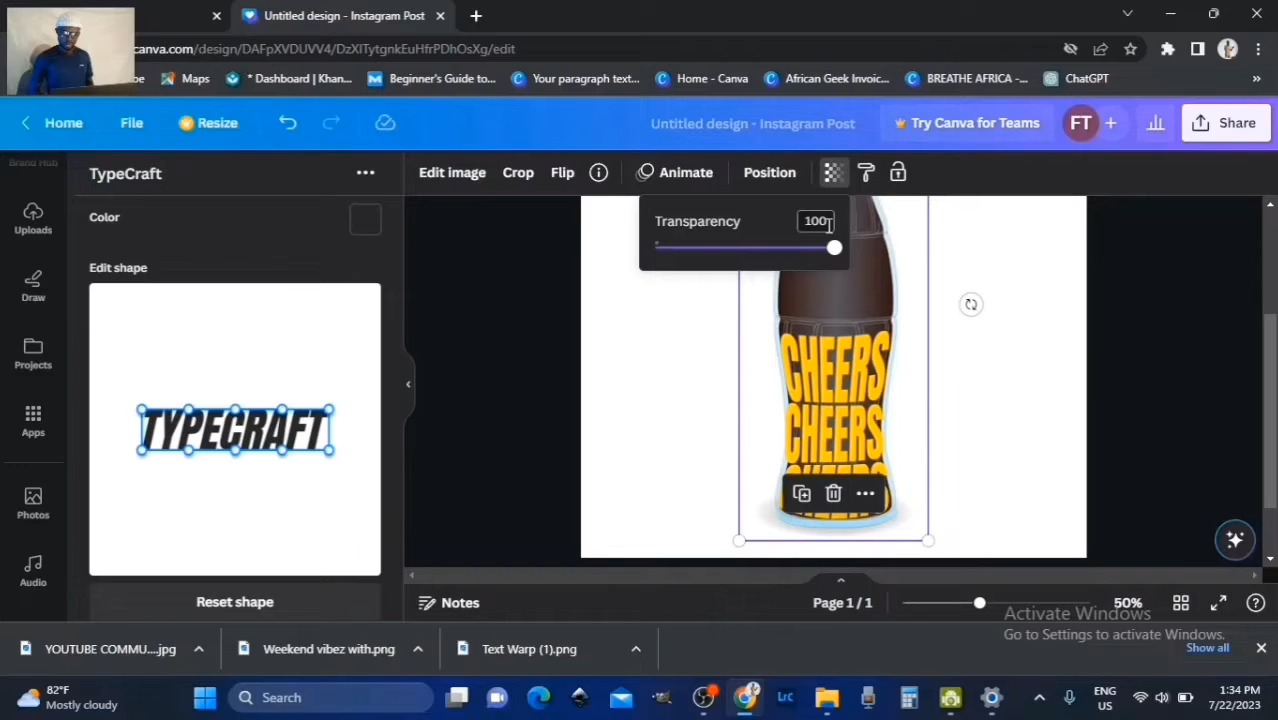 Untitled design - Instagram Post
canva.com/design/DAFpXVDUVV4/DzXlTytgnkEuHfrPDhOsXg/edit
Maps
* Dashboard | Khan...
Beginner's Guide to...
Your paragraph text...
Home - Canva
African Geek Invoic...
BREATHE AFRICA -...
ChatGPT
»
Home
File
Resize
Untitled design - Instagram Post
Try Canva for Teams
FT
+
Share
Brand Hub
Uploads
Draw
Projects
Apps
Photos
Audio
TypeCraft
Color
Edit shape
TYPECRAFT
Reset shape
Edit image
Crop
Flip
Animate
Position
Transparency
100
CHEERS
CHEERS
CHEERS
Notes
Page 1 / 1
50%
Activate Windows
Go to Settings to activate Windows.
YOUTUBE COMMU....jpg
Weekend vibez with.png
Text Warp (1).png
Show all
82°F
Mostly cloudy
Search
Lrc
ENG
US
1:34 PM
7/22/2023